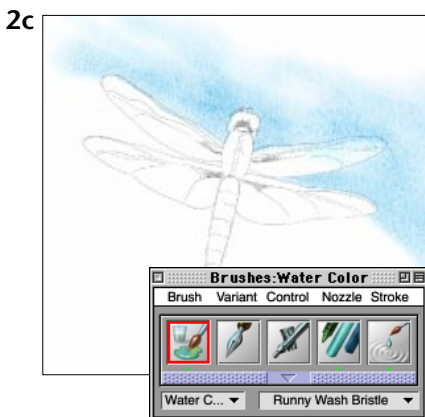 2c
Brushes:Water Color
Brush Variant Control Nozzle Stroke
Water C... Runny Wash Bristle